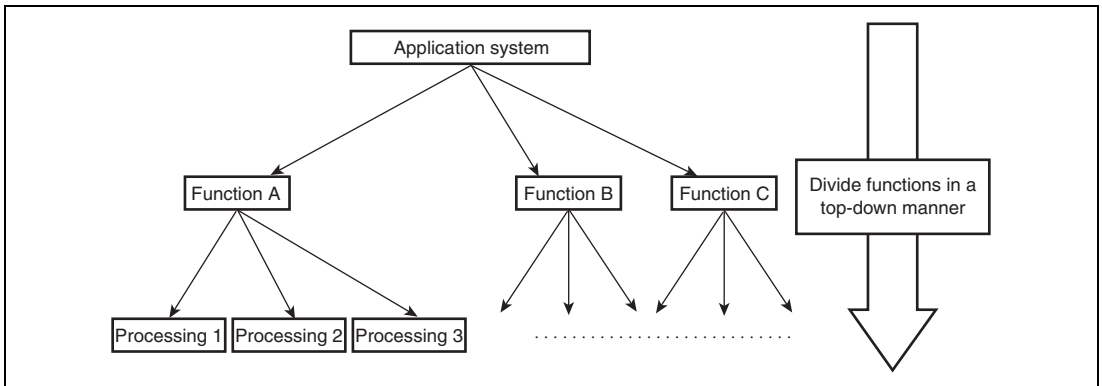 Application system
Function A
Function B
Function C
Divide functions in a
top-down manner
Processing 1
Processing 2
Processing 3